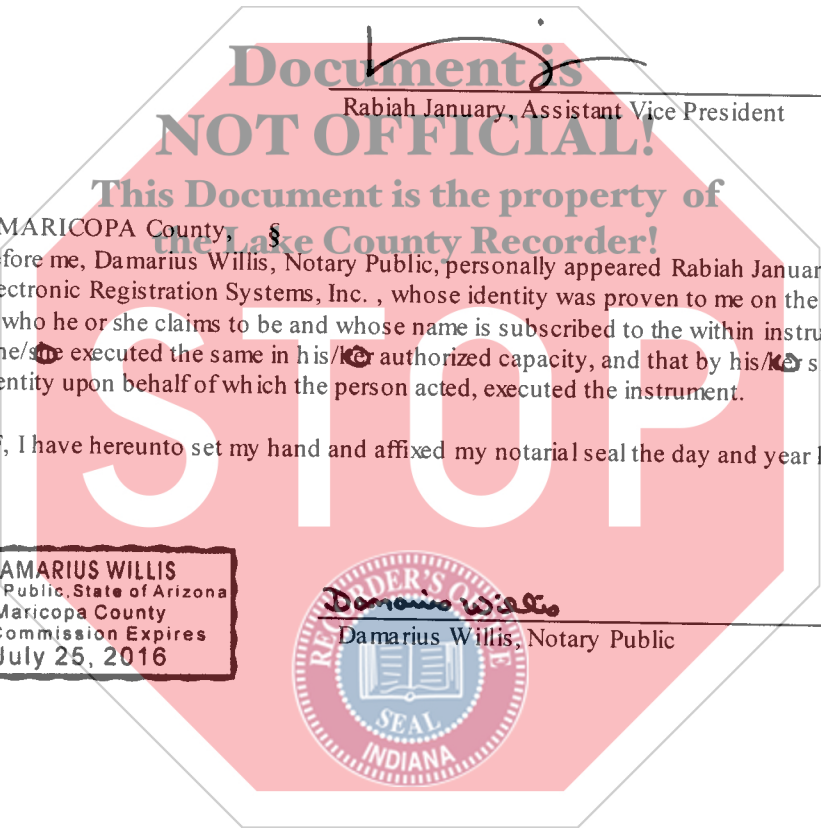 Document is
Rabiah January, Assistant Vice President
NOT OFFICIAL!
This Document is the property of
MARICOPA County, §
the Lake County Recorder!
fore me, Damarius Willis, Notary Public, personally appeared Rabiah Januar
ectronic Registration Systems, Inc. , whose identity was proven to me on the
who he or she claims to be and whose name is subscribed to the within instru
he/she executed the same in his/her authorized capacity, and that by his/her s
entity upon behalf of which the person acted, executed the instrument.
STOP
, I have hereunto set my hand and affixed my notarial seal the day and year
AMARIUS WILLIS
Public, State of Arizona
Maricopa County
Commission Expires
July 25, 2016
Damarius Willis
Damarius Willis, Notary Public
RECORDER'S OFFICE
SEAL
INDIANA